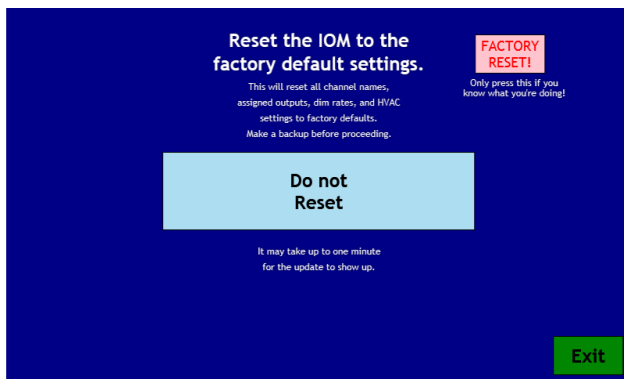 Reset the IOM to the
factory default settings.
This will reset all channel names,
assigned outputs, dim rates, and HVAC
settings to factory defaults.
Make a backup before proceeding.
FACTORY
RESET!
Only press this if you
know what you're doing!
Do not
Reset
It may take up to one minute
for the update to show up.
Exit